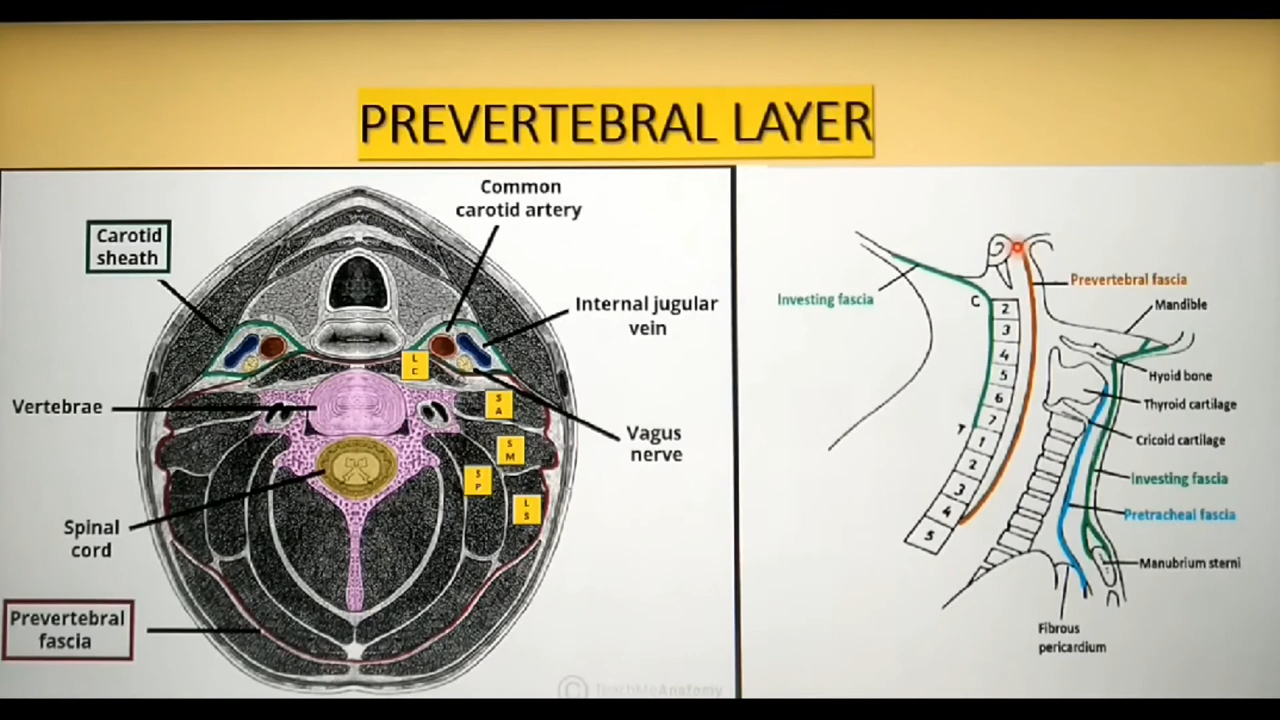 PREVERTEBRAL LAYER
Common
carotid artery
Carotid
sheath
Internal jugular
vein
L
C
S
A
Vertebrae
S
M
Vagus
nerve
S
P
L
S
Spinal
cord
Prevertebral
fascia
TeachMeAnatomy
Prevertebral fascia
Investing fascia
C
Mandible
2
3
4
5
6
7
T
1
2
3
4
5
Hyoid bone
Thyroid cartilage
Cricoid cartilage
Investing fascia
Pretracheal fascia
Manubrium sterni
Fibrous
pericardium